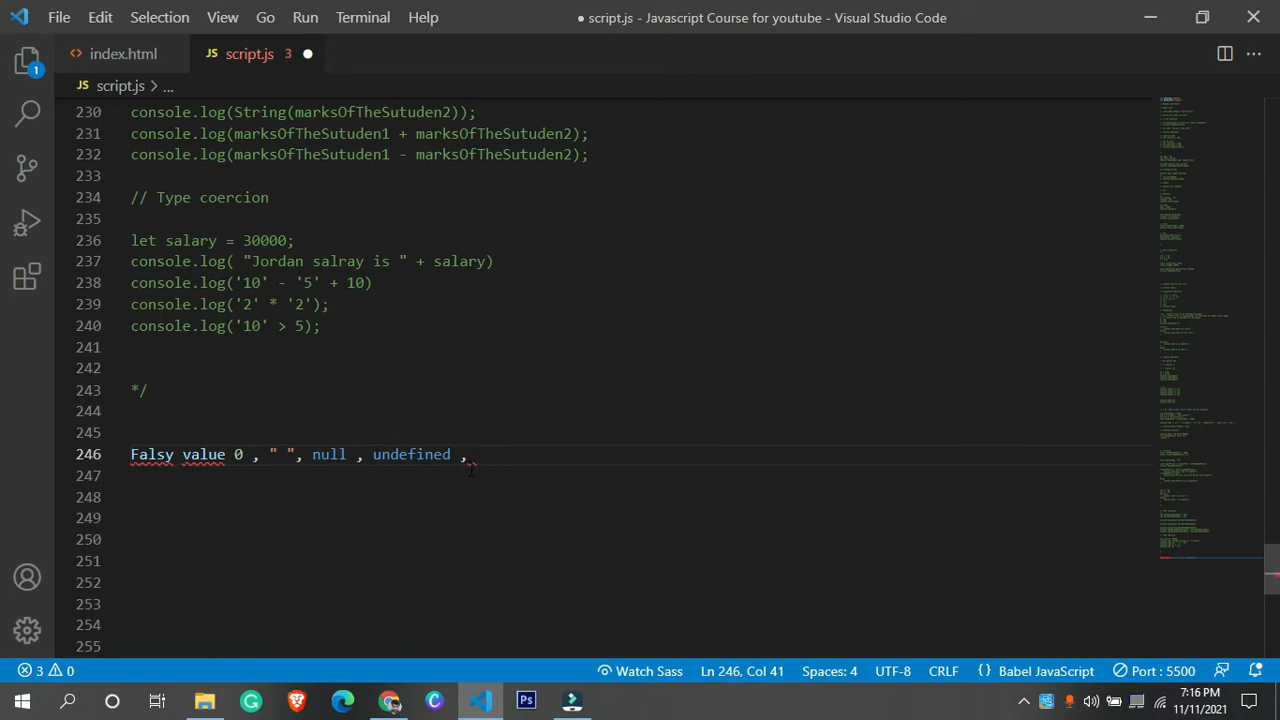 File Edit Selection View Go Run Terminal Help
● script.js - Javascript Course for youtube - Visual Studio Code
index.html
JS script.js 3 ●
JS script.js > ...
230 console.log(String(marksOfTheSutuden2));
231 console.log(marksOfTheSutuden1 + marksOfTheSutuden2);
232 console.log(marksOfTheSutuden1 - marksOfTheSutuden2);
233
234 // Type coercion
235
236 let salary = 30000;
237 console.log( "Jordan salray is " + salary)
238 console.log('10' - '5' + 10)
239 console.log('2' * '2');
240 console.log('10' > 5);
241
242
243 */
244
245
246 Falsy value 0 , " ", null , undefined ,
247
248
249
250
251
252
253
254
255
1
3 0
Watch Sass
Ln 246, Col 41
Spaces: 4
UTF-8
CRLF
{} Babel JavaScript
Port : 5500
7:16 PM
11/11/2021